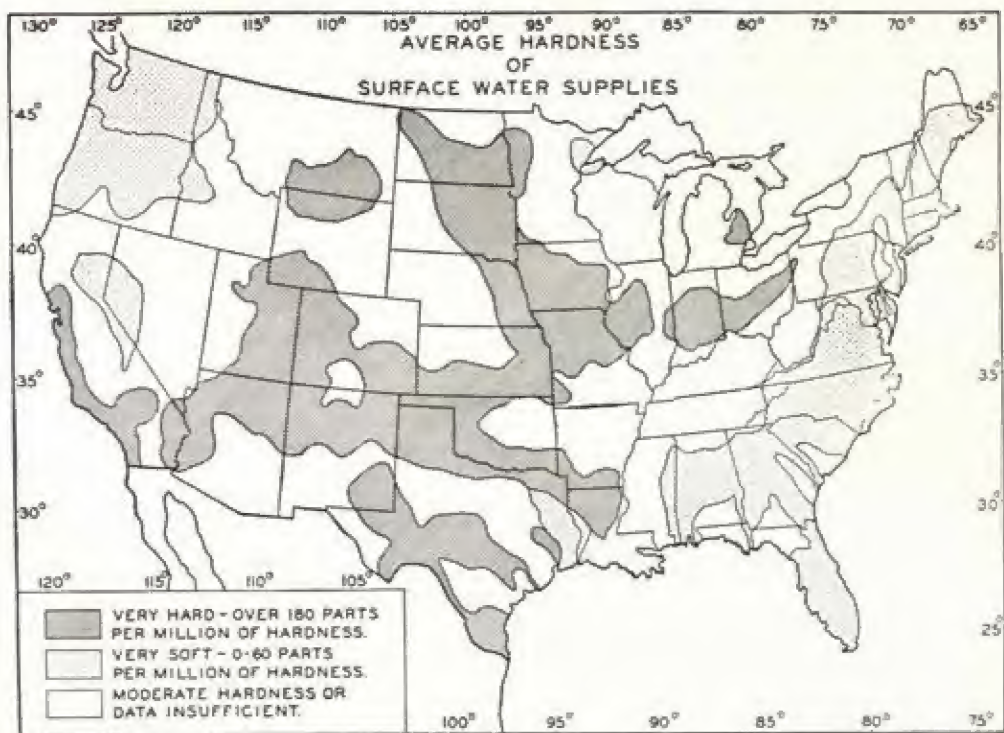 130° 125° 120° 115° 110° 105° 100° 95° 90° 85° 80° 75° 70° 65°
AVERAGE HARDNESS
OF
SURFACE WATER SUPPLIES
45° 45°
40° 40°
35° 35°
30° 30°
120° 115° 110° 105°
VERY HARD - OVER 180 PARTS
PER MILLION OF HARDNESS.
VERY SOFT - 0-60 PARTS
PER MILLION OF HARDNESS.
25°
MODERATE HARDNESS OR
DATA INSUFFICIENT.
100° 95° 90° 85° 80° 75°